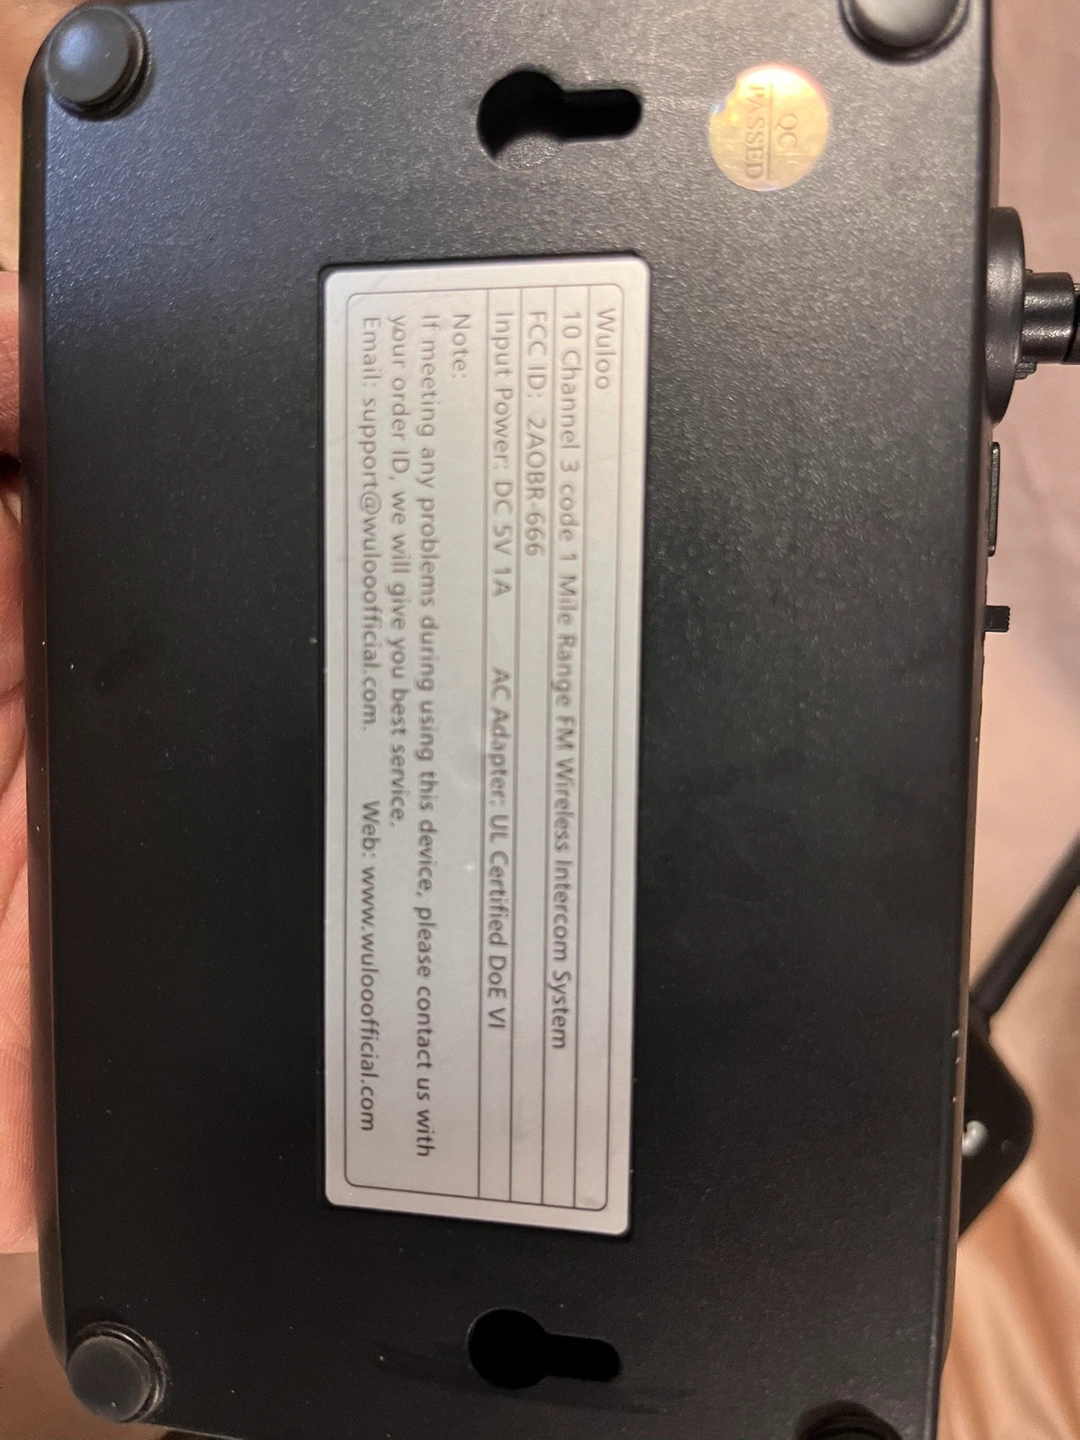 QC
PASSED
Wuloo
10 Channel 3 code 1 Mile Range FM Wireless Intercom System
FCC ID: 2AOBR-666
Input Power: DC 5V 1A AC Adapter: UL Certified DoE VI
Note:
If meeting any problems during using this device, please contact us with
your order ID, we will give you best service.
Email: support@wulooofficial.com. Web: www.wulooofficial.com